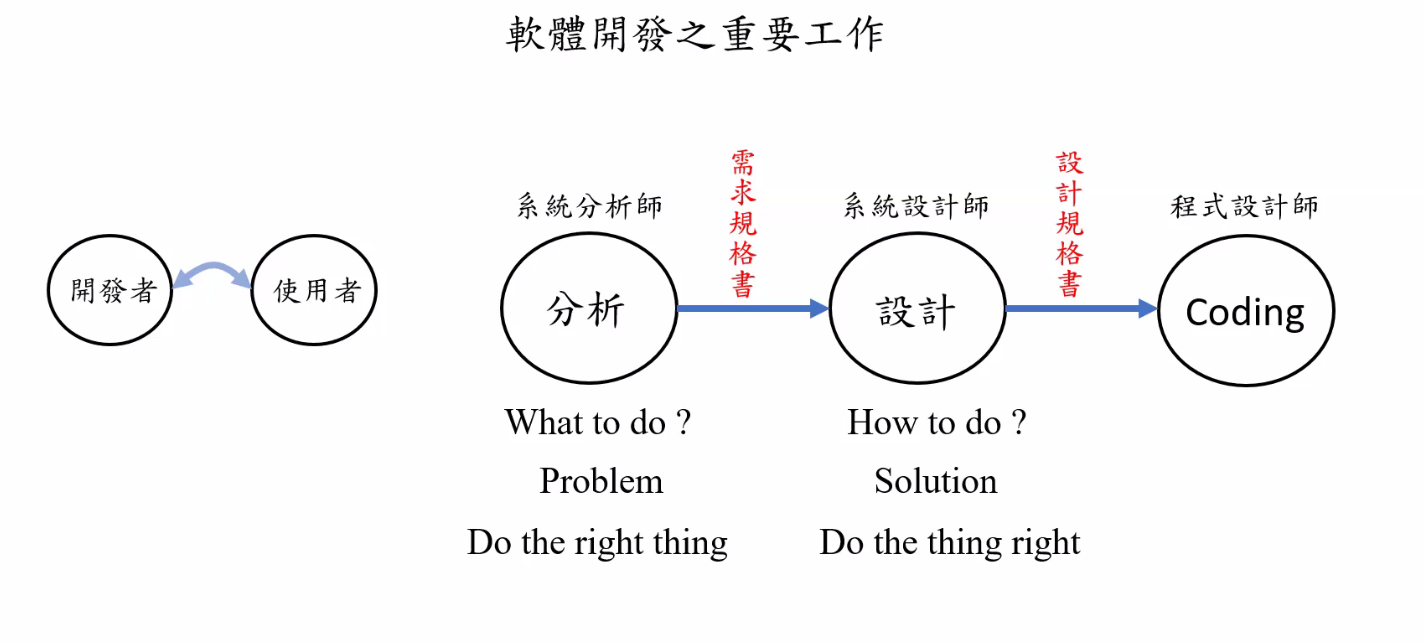 軟體開發之重要工作
開發者
使用者
系統分析師
分析
What to do ?
Problem
Do the right thing
需求規格書
系統設計師
設計
How to do ?
Solution
Do the thing right
設計規格書
程式設計師
Coding